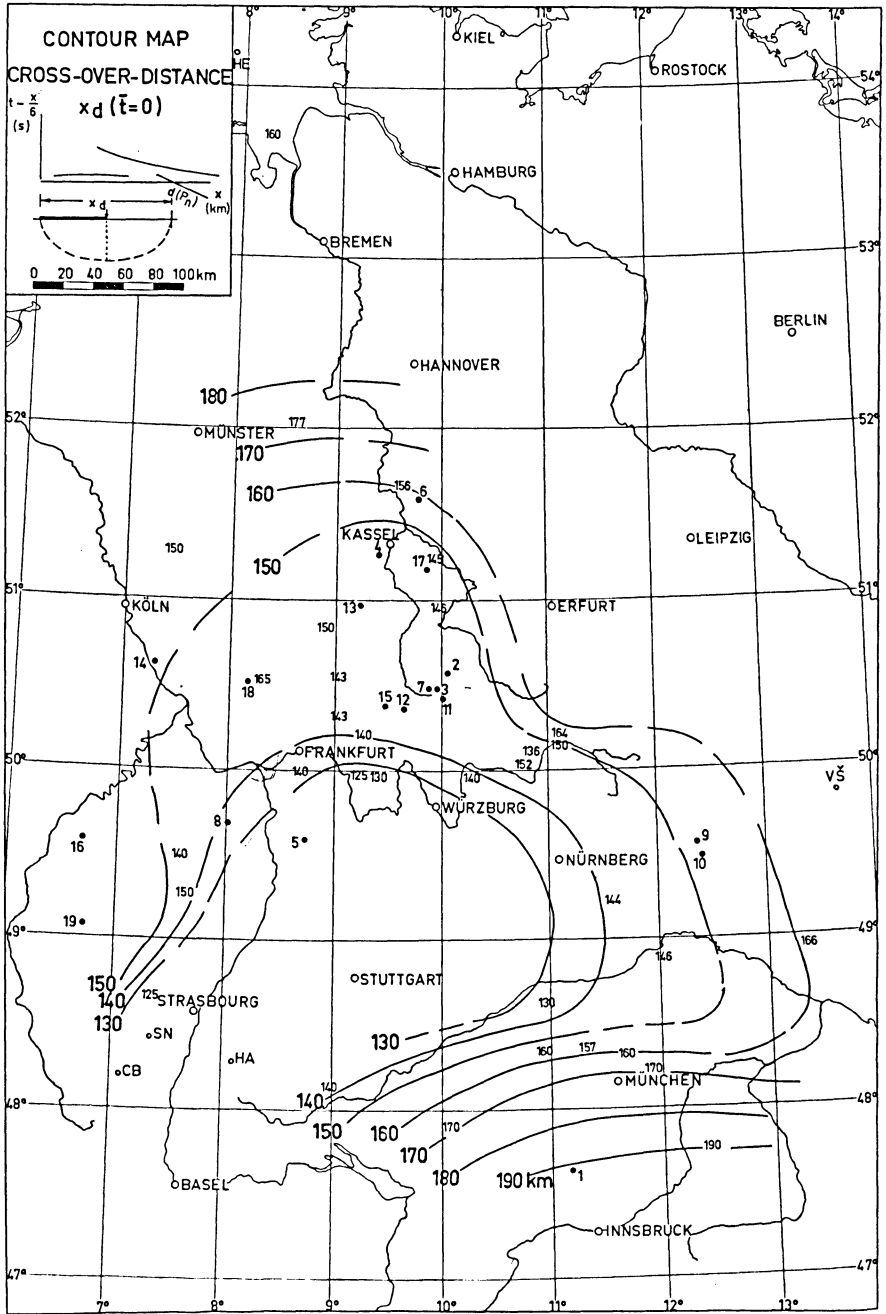 8° 9° 10° 11° 12° 13° 14°
CONTOUR MAP
CROSS-OVER-DISTANCE
x d (t̄=0)
t - x/6
(s)
d(Pn) x
(km)
x d
0 20 40 60 80 100km
HE
KIEL
ROSTOCK
54°
160
HAMBURG
BREMEN
53°
BERLIN
HANNOVER
180
52° 52°
177
MÜNSTER
170
160
156 6
KASSEL
LEIPZIG
150
4
150
17 145
51° 51°
KÖLN
13
146
ERFURT
150
14
2
165
18
143
7 3
15 12 11
143
140
164
150
50° 50°
FRANKFURT
136
152
140
125 130
140
VŠ
WÜRZBURG
8
16
5
9
10
140
NÜRNBERG
150
144
19
49° 49°
166
146
150
140
130
125
STRASBOURG
STUTTGART
130
SN
130
HA
CB
160 157 160
170
MÜNCHEN
140
140
48° 48°
150
160
170
170
180
190
190 km
1
BASEL
INNSBRUCK
47° 47°
7° 8° 9° 10° 11° 12° 13°